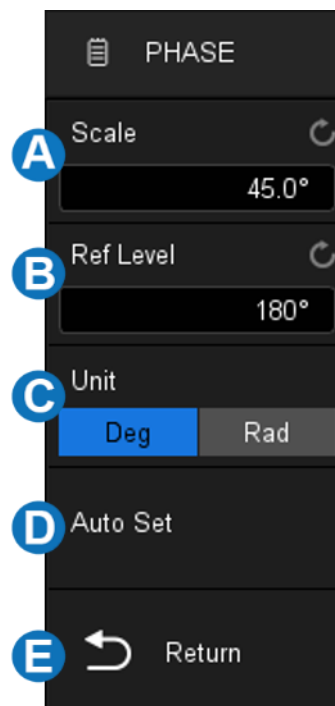 PHASE
A Scale
45.0°
B Ref Level
180°
C Unit
Deg Rad
D Auto Set
E Return